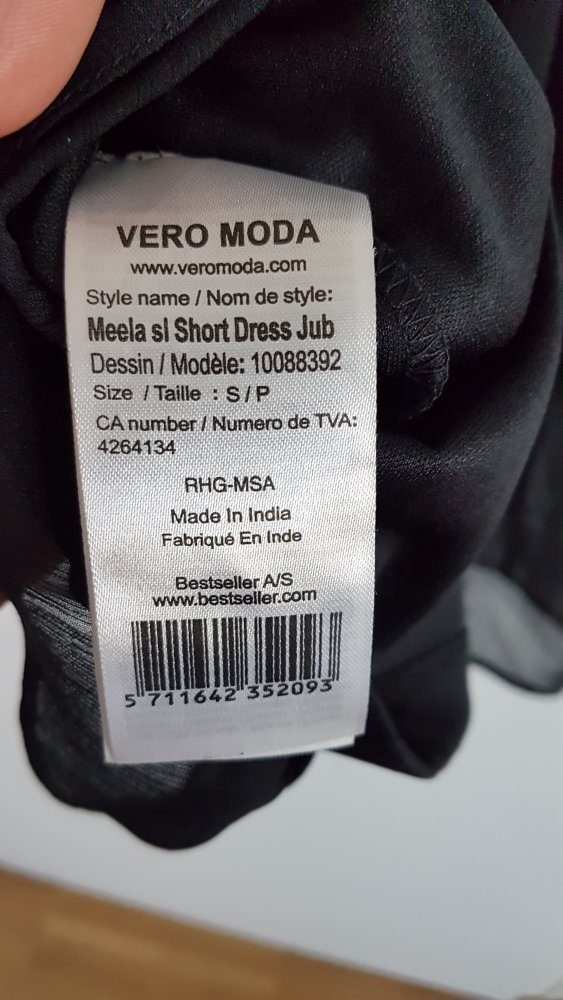 VERO MODA
www.veromoda.com
Style name / Nom de style:
Meela sl Short Dress Jub
Dessin / Modèle: 10088392
Size / Taille : S / P
CA number / Numero de TVA:
4264134
RHG-MSA
Made In India
Fabriqué En Inde
Bestseller A/S
www.bestseller.com
5 711642 352093